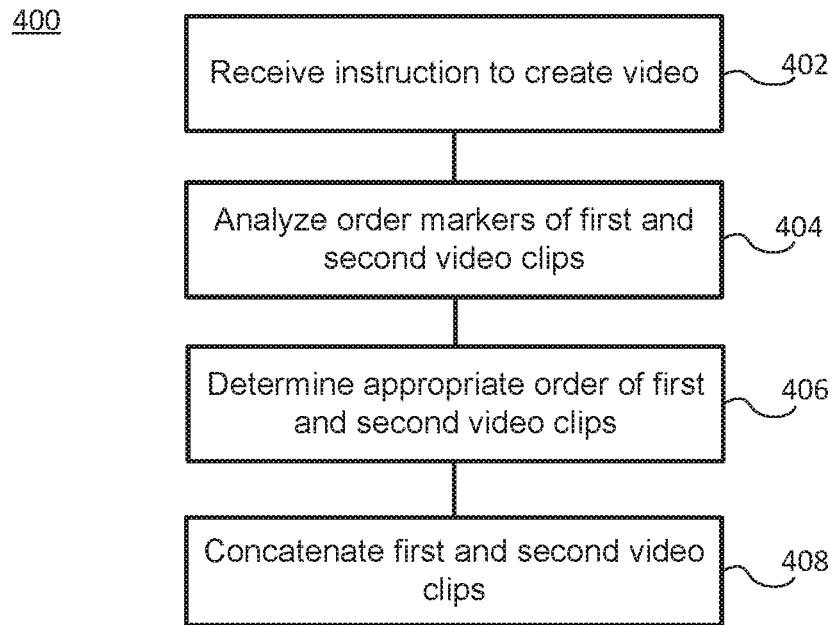 400
Receive instruction to create video
402
Analyze order markers of first and
second video clips
404
Determine appropriate order of first
and second video clips
406
Concatenate first and second video
clips
408